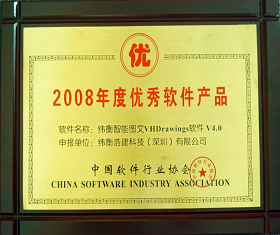 优
2008年度优秀软件产品
软件名称：纬衡智能图文VHDrawings软件 V4.0
申报单位：纬衡浩建科技（深圳）有限公司
中国软件行业协会
CHINA SOFTWARE INDUSTRY ASSOCIATION